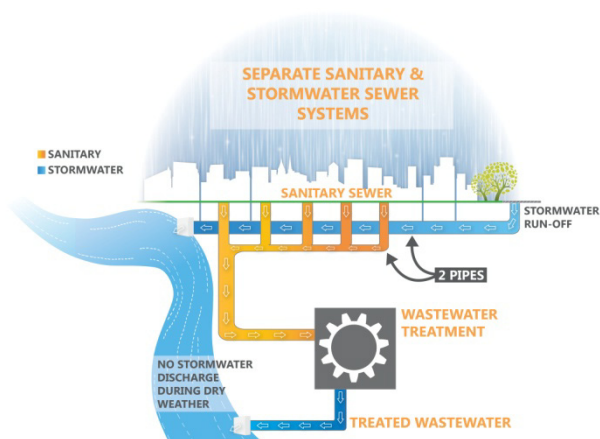 SEPARATE SANITARY &
STORMWATER SEWER
SYSTEMS
SANITARY
STORMWATER
SANITARY SEWER
STORMWATER
RUN-OFF
2 PIPES
WASTEWATER
TREATMENT
NO STORMWATER
DISCHARGE
DURING DRY
WEATHER
TREATED WASTEWATER